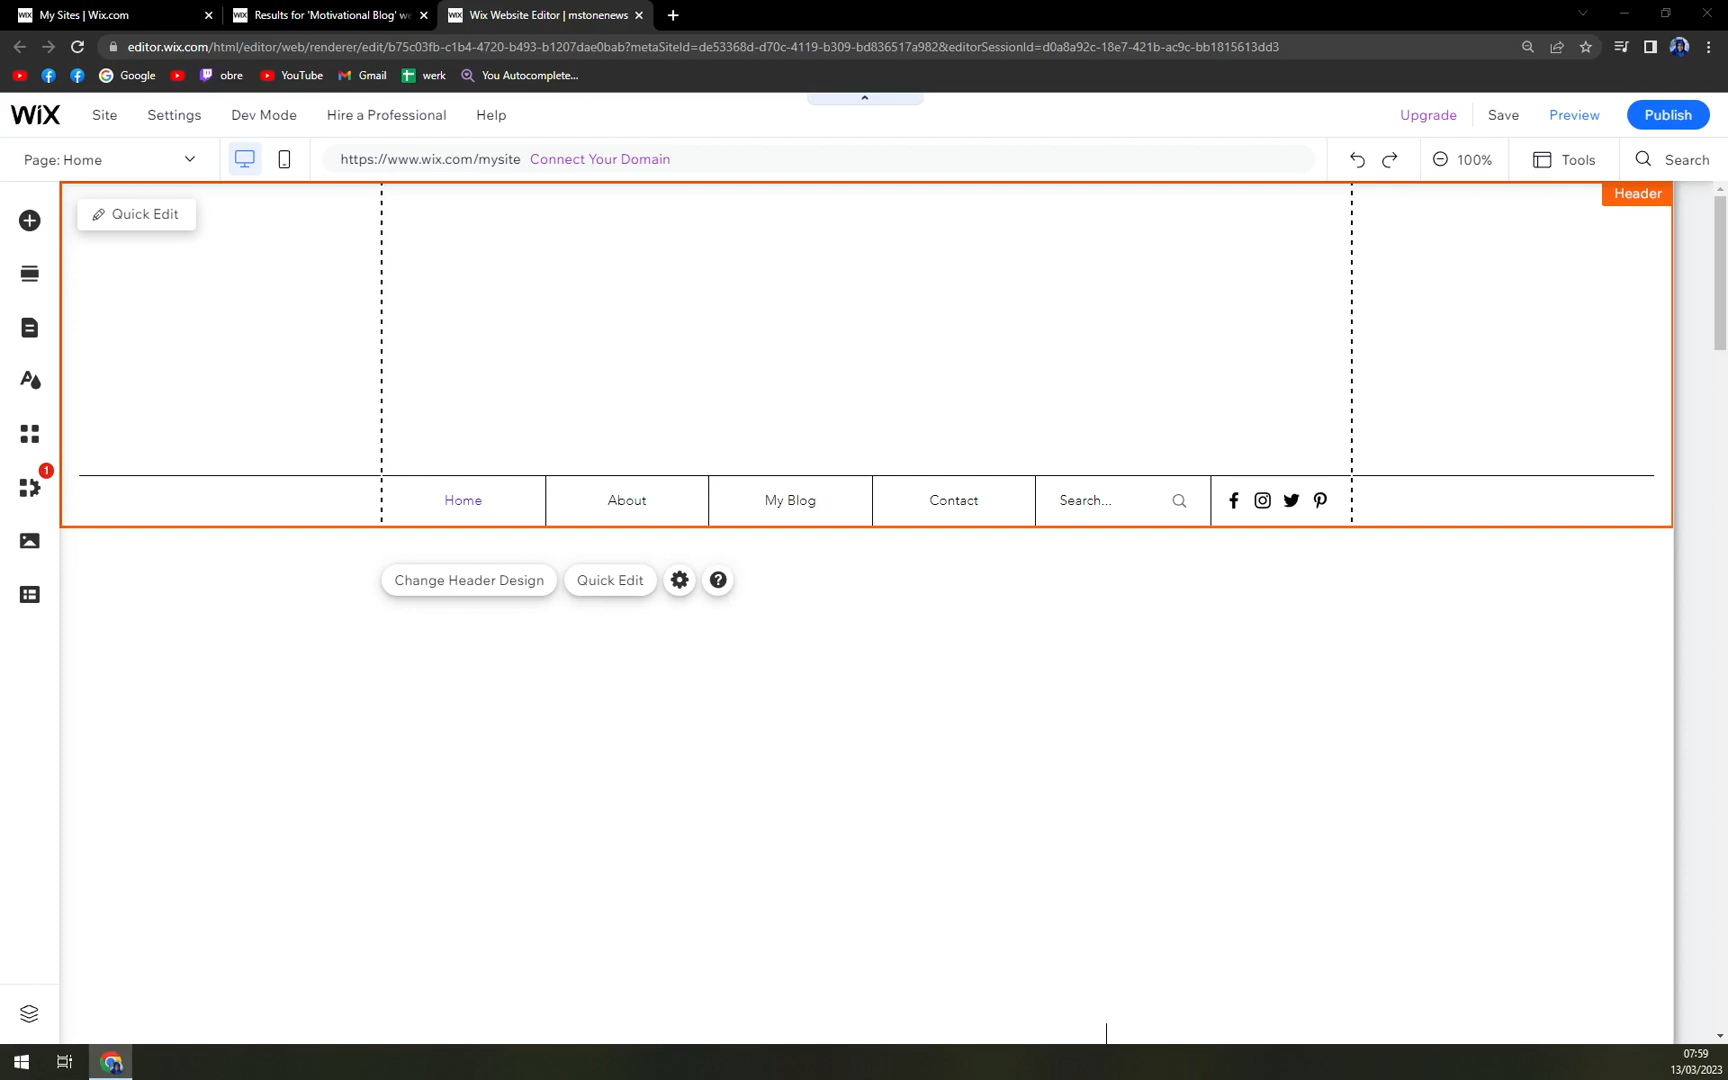 My Sites | Wix.com
Results for 'Motivational Blog' we
Wix Website Editor | mstonenews
editor.wix.com/html/editor/web/renderer/edit/b75c03fb-c1b4-4720-b493-b1207dae0bab?metaSiteId=de53368d-d70c-4119-b309-bd836517a982&editorSessionId=d0a8a92c-18e7-421b-ac9c-bb1815613dd3
Google
obre
YouTube
Gmail
werk
You Autocomplete...
WiX
Site
Settings
Dev Mode
Hire a Professional
Help
Upgrade
Save
Preview
Publish
Page: Home
https://www.wix.com/mysite Connect Your Domain
100%
Tools
Search
Quick Edit
Header
1
Home
About
My Blog
Contact
Search...
Change Header Design
Quick Edit
07:59
13/03/2023